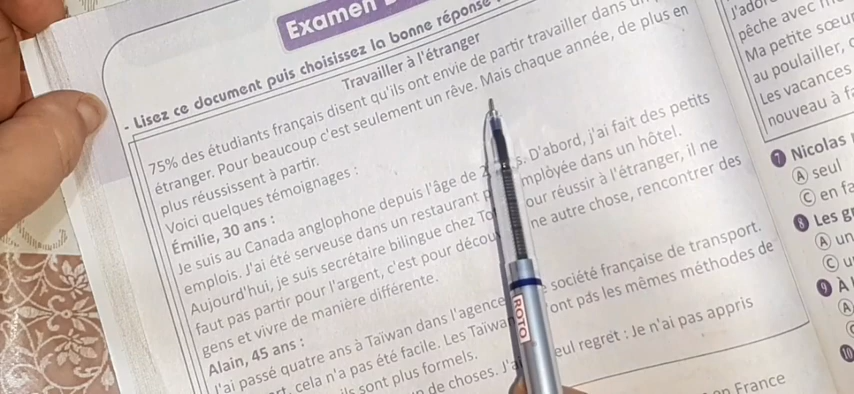 Examen
- Lisez ce document puis choisissez la bonne réponse
Travailler à l'étranger
75% des étudiants français disent qu'ils ont envie de partir travailler dans un
étranger. Pour beaucoup c'est seulement un rêve. Mais chaque année, de plus en
plus réussissent à partir.
Voici quelques témoignages :
Émilie, 30 ans :
Je suis au Canada anglophone depuis l'âge de D'abord, j'ai fait des petits
emplois. J'ai été serveuse dans un restaurant employée dans un hôtel.
Aujourd'hui, je suis secrétaire bilingue chez our réussir à l'étranger, il ne
faut pas partir pour l'argent, c'est pour décou ne autre chose, rencontrer des
gens et vivre de manière différente.
Alain, 45 ans :
J'ai passé quatre ans à Taïwan dans l'agence société française de transport.
cela n'a pas été facile. Les Taïwan ont pas les mêmes méthodes de
ils sont plus formels.
de choses. eul regret : Je n'ai pas appris
en France
J'ador
pêche avec
Ma petite sœur
au poulailler,
Les vacances
nouveau à
7 Nicolas
A seul
C en fa
8 Les
A un
C
9 À
A
10
ROTO